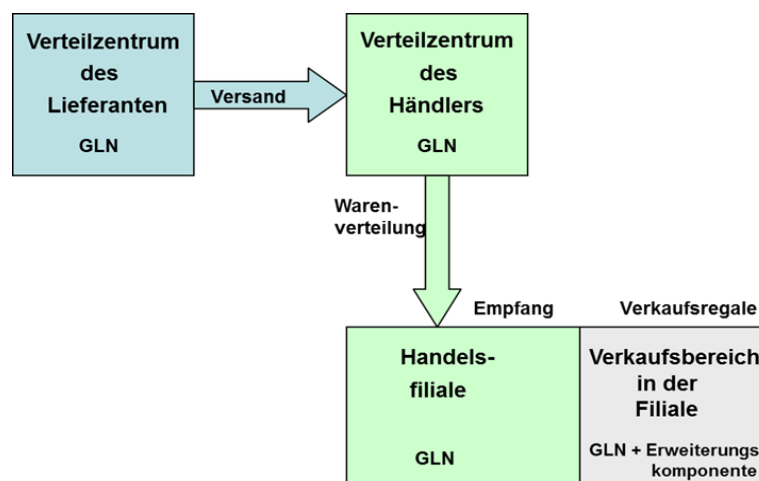 Verteilzentrum
des
Lieferanten
GLN
Versand
Verteilzentrum
des
Händlers
GLN
Waren-
verteilung
Empfang
Verkaufsregale
Handels-
filiale
GLN
Verkaufsbereich
in der
Filiale
GLN + Erweiterungs
komponente